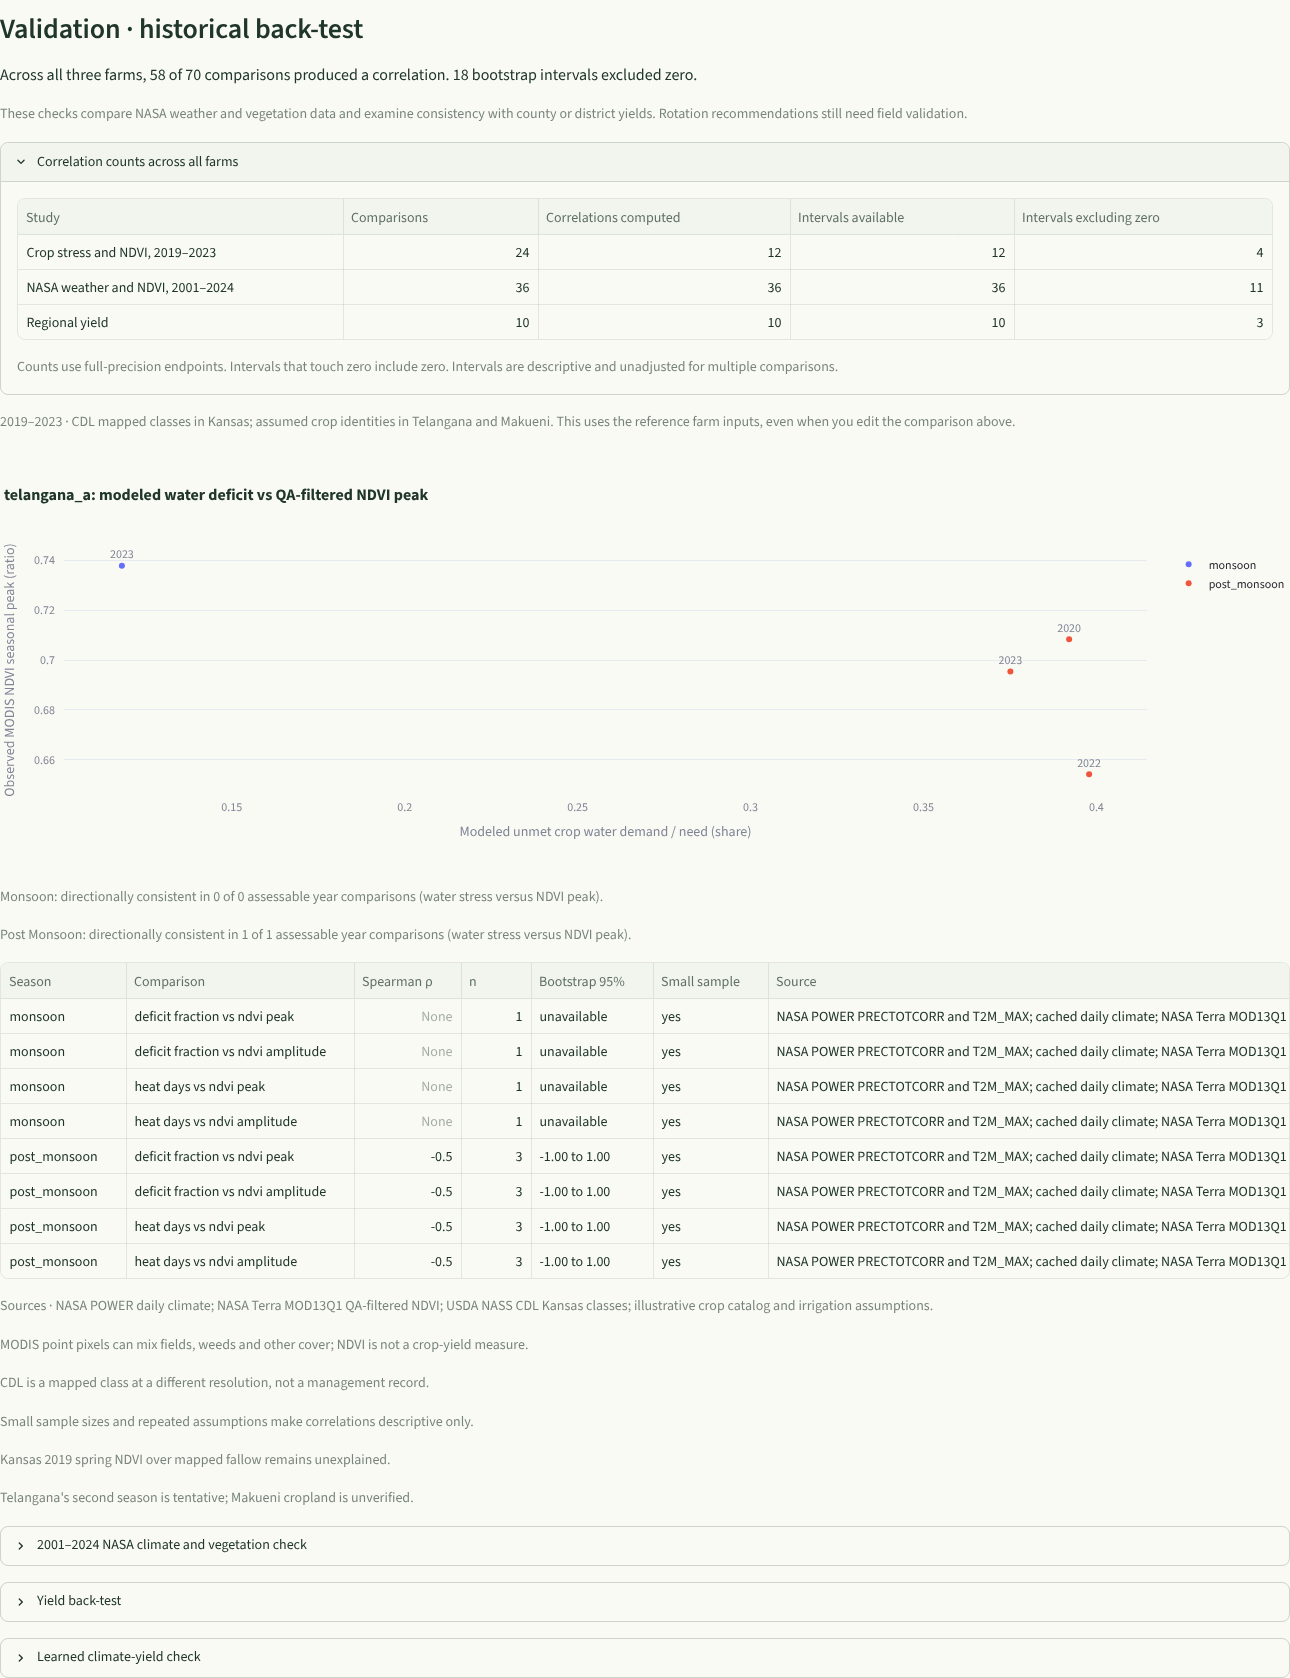 Validation · historical back-test
Across all three farms, 58 of 70 comparisons produced a correlation. 18 bootstrap intervals excluded zero.
These checks compare NASA weather and vegetation data and examine consistency with county or district yields. Rotation recommendations still need field validation.
Correlation counts across all farms
Study Comparisons Correlations computed Intervals available Intervals excluding zero
Crop stress and NDVI, 2019–2023 24 12 12 4
NASA weather and NDVI, 2001–2024 36 36 36 11
Regional yield 10 10 10 3
Counts use full-precision endpoints. Intervals that touch zero include zero. Intervals are descriptive and unadjusted for multiple comparisons.
2019–2023 · CDL mapped classes in Kansas; assumed crop identities in Telangana and Makueni. This uses the reference farm inputs, even when you edit the comparison above.
telangana_a: modeled water deficit vs QA-filtered NDVI peak
Observed MODIS NDVI seasonal peak (ratio)
0.74
0.72
0.7
0.68
0.66
2023
2020
2023
2022
monsoon
post_monsoon
0.15 0.2 0.25 0.3 0.35 0.4
Modeled unmet crop water demand / need (share)
Monsoon: directionally consistent in 0 of 0 assessable year comparisons (water stress versus NDVI peak).
Post Monsoon: directionally consistent in 1 of 1 assessable year comparisons (water stress versus NDVI peak).
Season Comparison Spearman ρ n Bootstrap 95% Small sample Source
monsoon deficit fraction vs ndvi peak None 1 unavailable yes NASA POWER PRECTOTCORR and T2M_MAX; cached daily climate; NASA Terra MOD13Q1
monsoon deficit fraction vs ndvi amplitude None 1 unavailable yes NASA POWER PRECTOTCORR and T2M_MAX; cached daily climate; NASA Terra MOD13Q1
monsoon heat days vs ndvi peak None 1 unavailable yes NASA POWER PRECTOTCORR and T2M_MAX; cached daily climate; NASA Terra MOD13Q1
monsoon heat days vs ndvi amplitude None 1 unavailable yes NASA POWER PRECTOTCORR and T2M_MAX; cached daily climate; NASA Terra MOD13Q1
post_monsoon deficit fraction vs ndvi peak -0.5 3 -1.00 to 1.00 yes NASA POWER PRECTOTCORR and T2M_MAX; cached daily climate; NASA Terra MOD13Q1
post_monsoon deficit fraction vs ndvi amplitude -0.5 3 -1.00 to 1.00 yes NASA POWER PRECTOTCORR and T2M_MAX; cached daily climate; NASA Terra MOD13Q1
post_monsoon heat days vs ndvi peak -0.5 3 -1.00 to 1.00 yes NASA POWER PRECTOTCORR and T2M_MAX; cached daily climate; NASA Terra MOD13Q1
post_monsoon heat days vs ndvi amplitude -0.5 3 -1.00 to 1.00 yes NASA POWER PRECTOTCORR and T2M_MAX; cached daily climate; NASA Terra MOD13Q1
Sources · NASA POWER daily climate; NASA Terra MOD13Q1 QA-filtered NDVI; USDA NASS CDL Kansas classes; illustrative crop catalog and irrigation assumptions.
MODIS point pixels can mix fields, weeds and other cover; NDVI is not a crop-yield measure.
CDL is a mapped class at a different resolution, not a management record.
Small sample sizes and repeated assumptions make correlations descriptive only.
Kansas 2019 spring NDVI over mapped fallow remains unexplained.
Telangana's second season is tentative; Makueni cropland is unverified.
2001–2024 NASA climate and vegetation check
Yield back-test
Learned climate-yield check